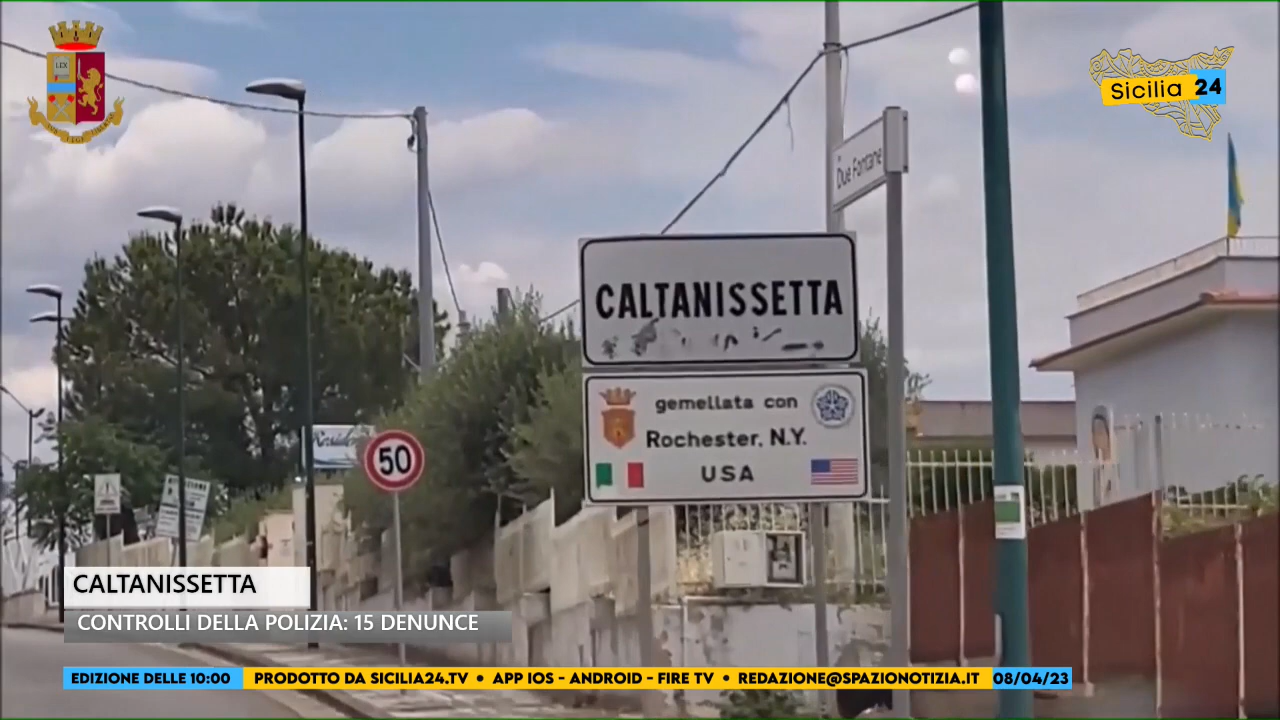 LEX
Sicilia 24
Due Fontane
CALTANISSETTA
gemellata con
Rochester, N.Y.
USA
50
CALTANISSETTA
CONTROLLI DELLA POLIZIA: 15 DENUNCE
EDIZIONE DELLE 10:00 PRODOTTO DA SICILIA24.TV • APP IOS - ANDROID - FIRE TV • REDAZIONE@SPAZIONOTIZIA.IT 08/04/23